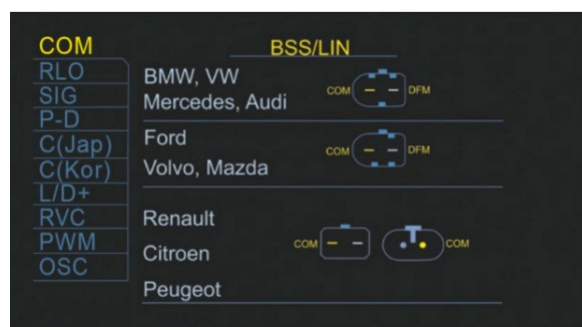 COM
RLO
SIG
P-D
C(Jap)
C(Kor)
L/D+
RVC
PWM
OSC
BSS/LIN
BMW, VW
Mercedes, Audi
COM DFM
Ford
Volvo, Mazda
COM DFM
Renault
Citroen
Peugeot
COM COM